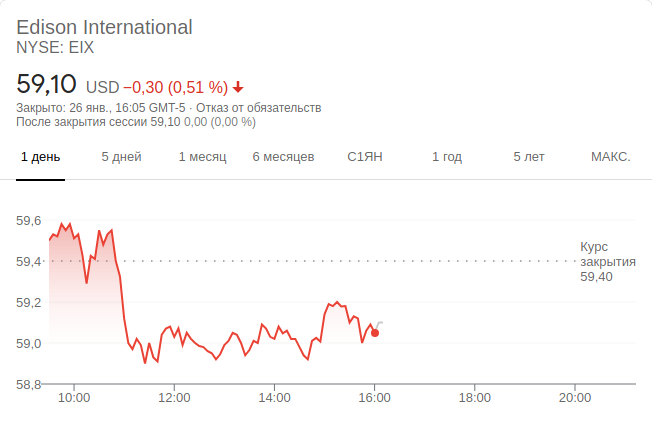 Edison International
NYSE: EIX
59,10 USD −0,30 (0,51 %)
Закрыто: 26 янв., 16:05 GMT-5 · Отказ от обязательств
После закрытия сессии 59,10 0,00 (0,00 %)
1 день 5 дней 1 месяц 6 месяцев С1ЯН 1 год 5 лет МАКС.
59,6
59,4
59,2
59,0
58,8
Курс
закрытия
59,40
10:00 12:00 14:00 16:00 18:00 20:00